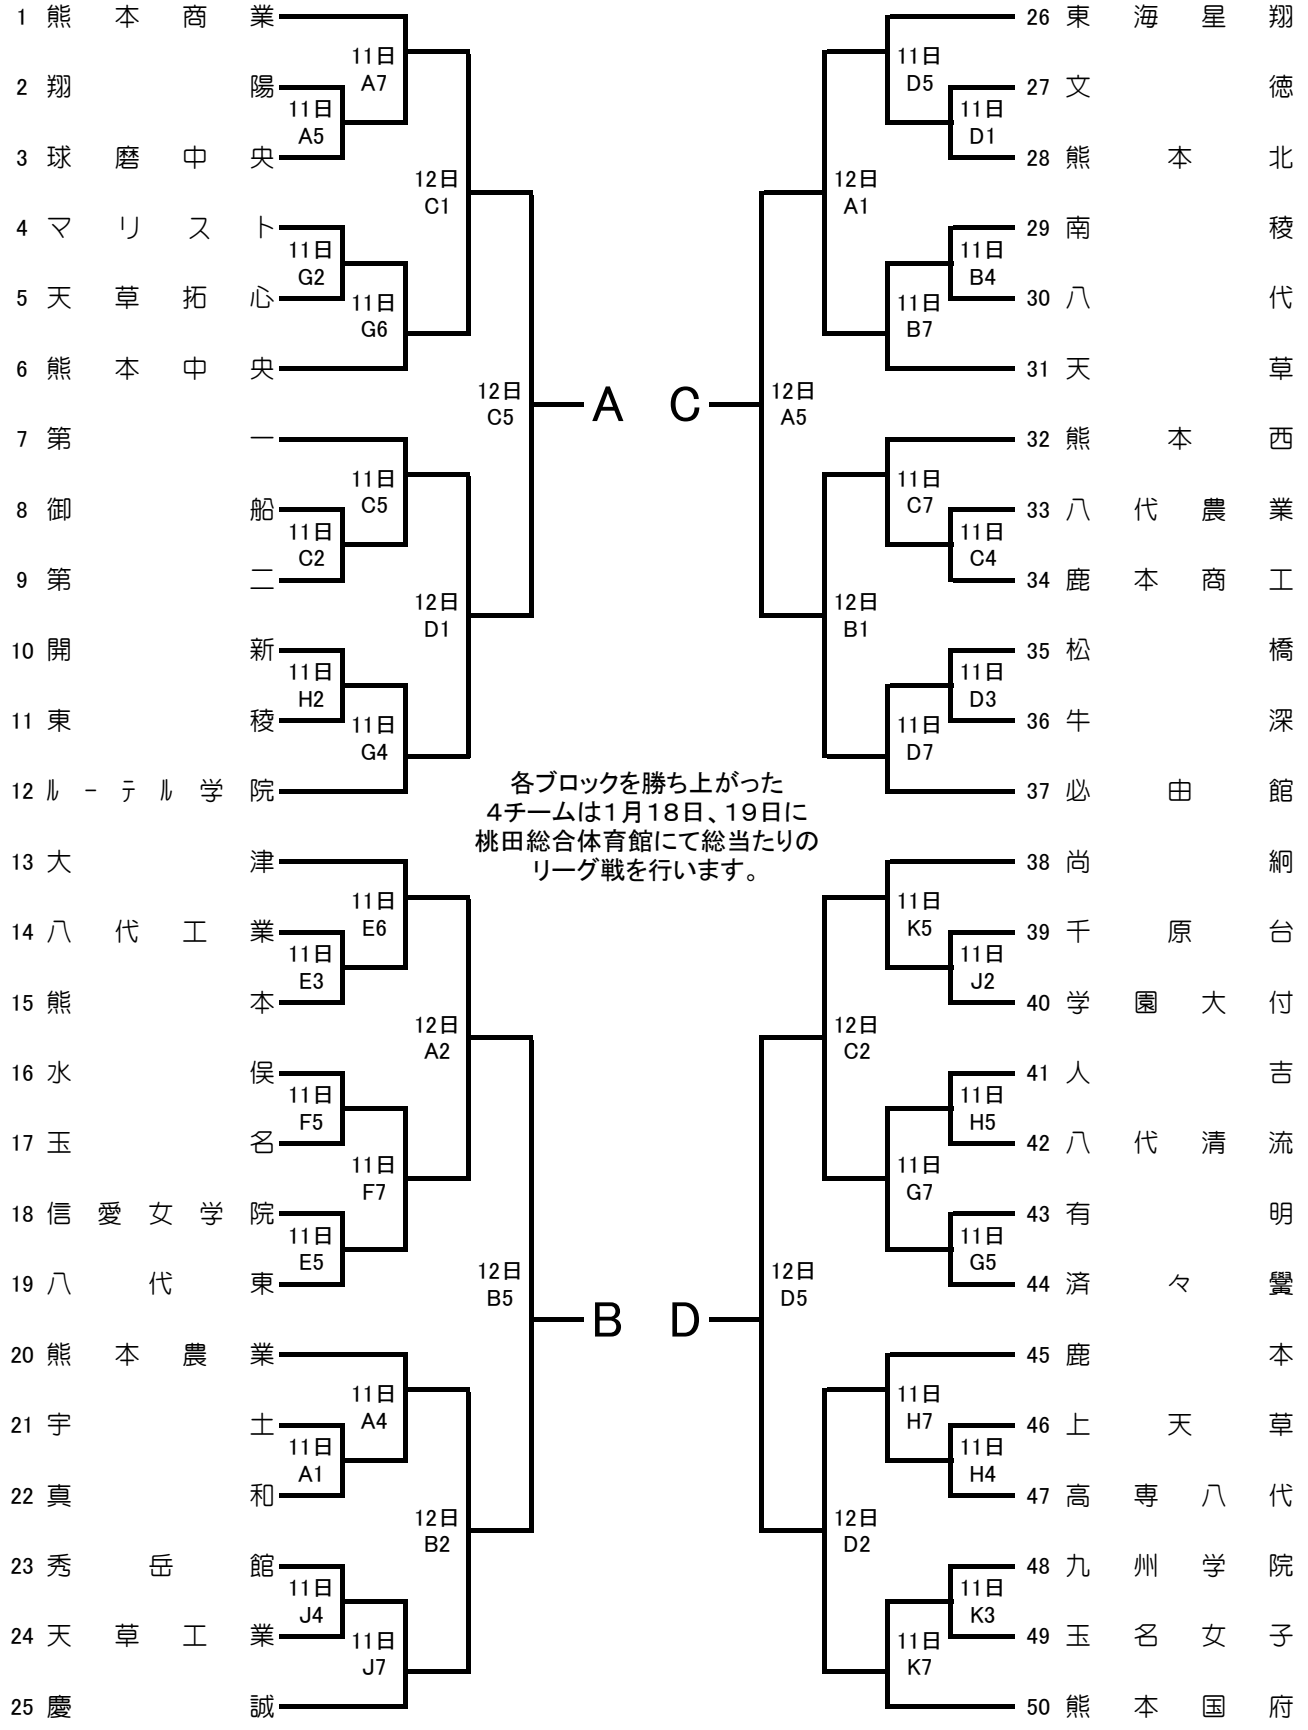 1 熊本商業
11日
A7
2 翔陽
11日
A5
3 球磨中央
12日
C1
4 マリスト
11日
G2
5 天草拓心
11日
G6
6 熊本中央
12日
C5
A
7 第一
11日
C5
8 御船
11日
C2
9 第二
12日
D1
10 開新
11日
H2
11 東稜
11日
G4
12 ル-テル学院
13 大津
11日
E6
14 八代工業
11日
E3
15 熊本
12日
A2
16 水俣
11日
F5
17 玉名
11日
F7
18 信愛女学院
11日
E5
19 八代東
12日
B5
B
20 熊本農業
11日
A4
21 宇土
11日
A1
22 真和
12日
B2
23 秀岳館
11日
J4
24 天草工業
11日
J7
25 慶誠
各ブロックを勝ち上がった
４チームは１月１８日、１９日に
桃田総合体育館にて総当たりの
リーグ戦を行います。
26 東海星翔
11日
D5
27 文徳
11日
D1
28 熊本北
12日
A1
29 南稜
11日
B4
30 八代
11日
B7
31 天草
C
12日
A5
32 熊本西
11日
C7
33 八代農業
11日
C4
34 鹿本商工
12日
B1
35 松橋
11日
D3
36 牛深
11日
D7
37 必由館
38 尚絅
11日
K5
39 千原台
11日
J2
40 学園大付
12日
C2
41 人吉
11日
H5
42 八代清流
11日
G7
43 有明
11日
G5
44 済々黌
D
12日
D5
45 鹿本
11日
H7
46 上天草
11日
H4
47 高専八代
12日
D2
48 九州学院
11日
K3
49 玉名女子
11日
K7
50 熊本国府